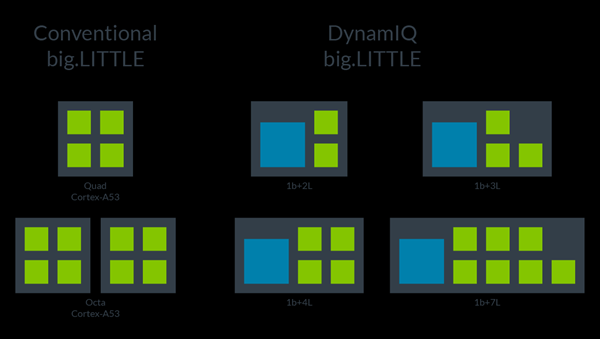 Conventional
big.LITTLE
DynamIQ
big.LITTLE
Quad
Cortex-A53
1b+2L
1b+3L
Octa
Cortex-A53
1b+4L
1b+7L